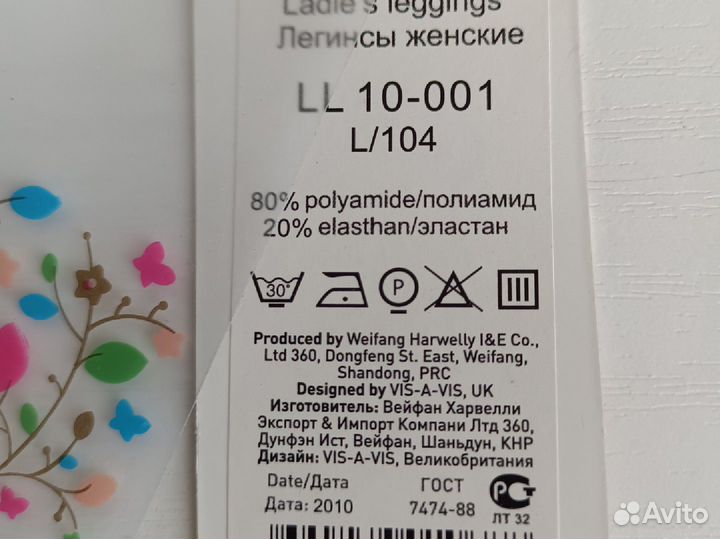 Ladie's leggings
Легинсы женские
LL 10-001
L/104
80% polyamide/полиамид
20% elasthan/эластан
30°
P
Produced by Weifang Harwelly I&E Co.,
Ltd 360, Dongfeng St. East, Weifang,
Shandong, PRC
Designed by VIS-A-VIS, UK
Изготовитель: Вейфан Харвелли
Экспорт & Импорт Компани Лтд 360,
Дунфэн Ист, Вейфан, Шаньдун, КНР
Дизайн: VIS-A-VIS, Великобритания
Date/Дата ГОСТ
Дата: 2010 7474-88
РСТ
ЛТ 32
Avito